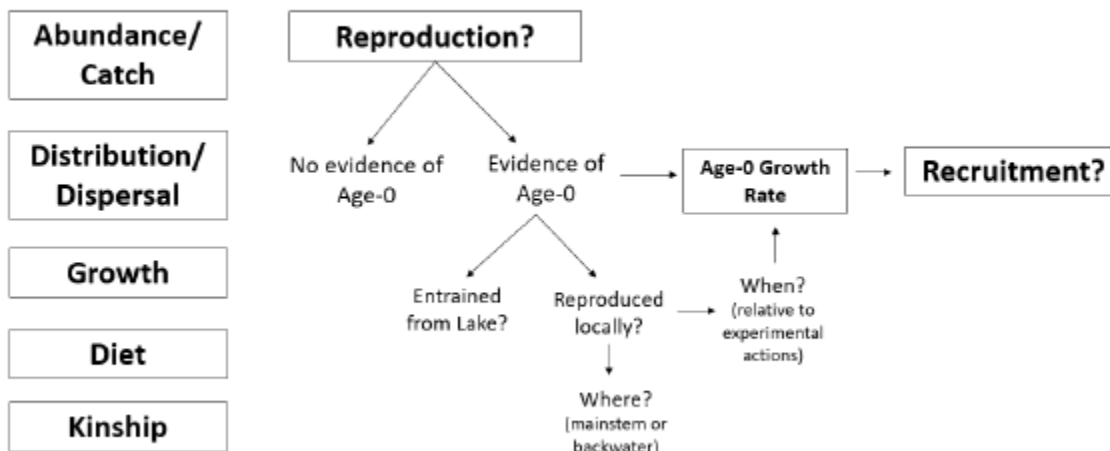 Abundance/
Catch
Distribution/
Dispersal
Growth
Diet
Kinship
Reproduction?
No evidence of
Age-0
Evidence of
Age-0
Age-0 Growth
Rate
Recruitment?
Entrained
from Lake?
Reproduced
locally?
When?
(relative to
experimental
actions)
Where?
(mainstem or
backwater)